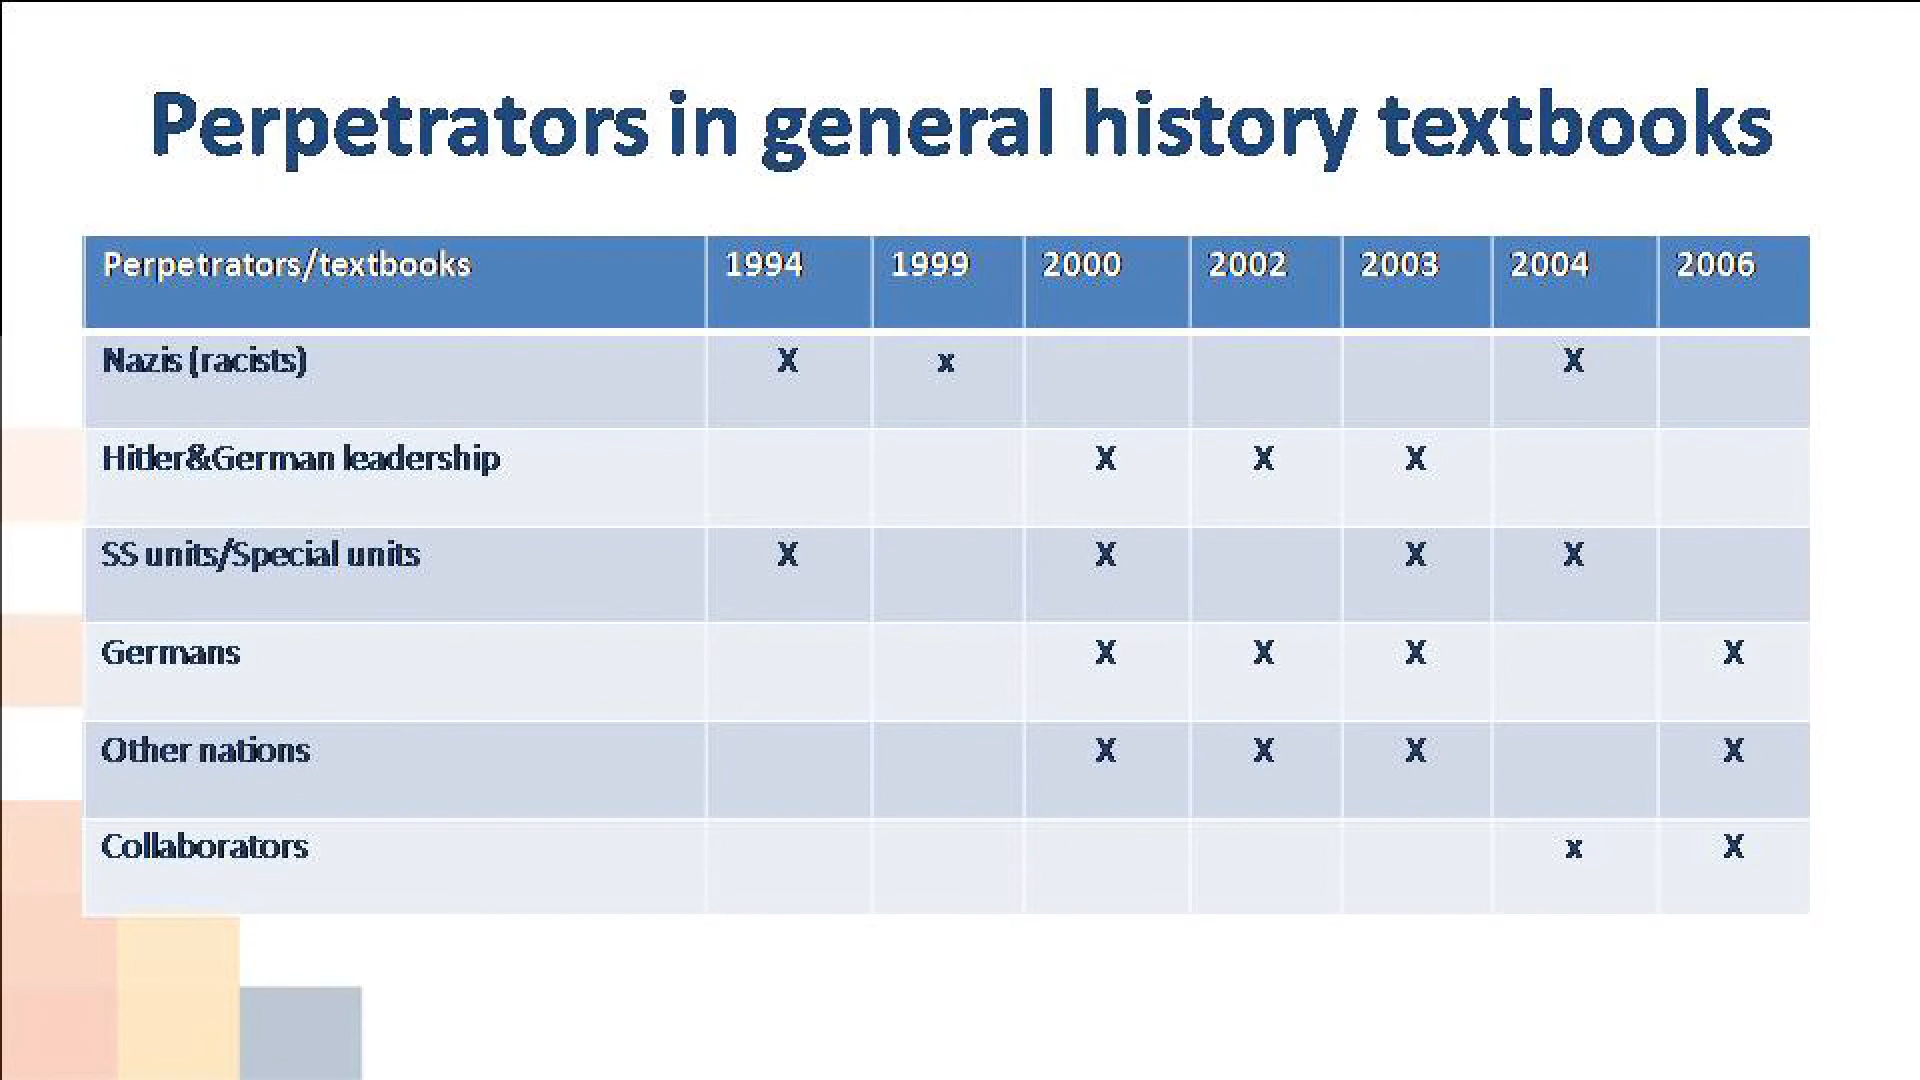 Perpetrators in general history textbooks
Perpetrators/textbooks 1994 1999 2000 2002 2003 2004 2006
Nazis (racists) X x X
Hitler&German leadership X X X
SS units/Special units X X X X
Germans X X X X
Other nations X X X X
Collaborators x X